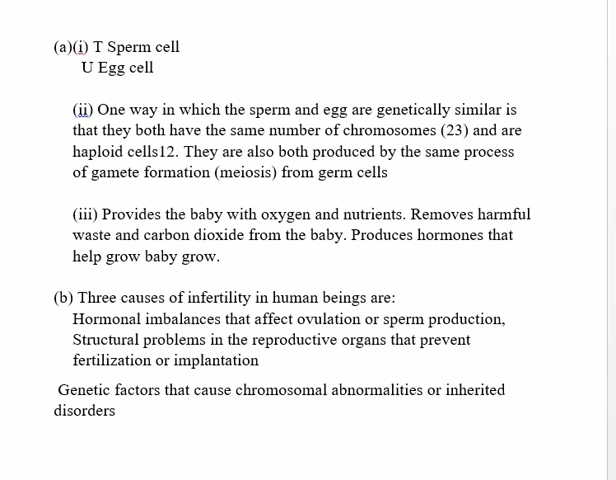 (a)(i) T Sperm cell
U Egg cell
(ii) One way in which the sperm and egg are genetically similar is
that they both have the same number of chromosomes (23) and are
haploid cells12. They are also both produced by the same process
of gamete formation (meiosis) from germ cells
(iii) Provides the baby with oxygen and nutrients. Removes harmful
waste and carbon dioxide from the baby. Produces hormones that
help grow baby grow.
(b) Three causes of infertility in human beings are:
Hormonal imbalances that affect ovulation or sperm production,
Structural problems in the reproductive organs that prevent
fertilization or implantation
Genetic factors that cause chromosomal abnormalities or inherited
disorders